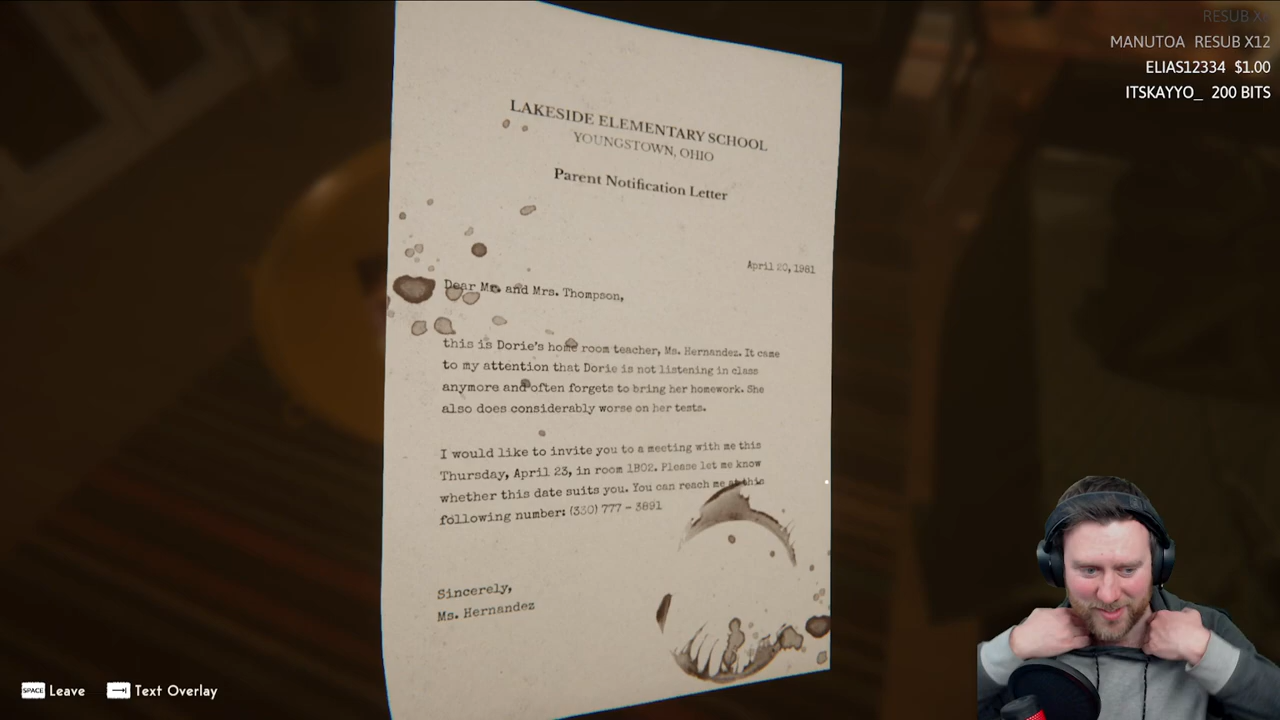 RESUB X
MANUTOA RESUB X12
ELIAS12334 $1.00
ITSKAYYO_ 200 BITS
LAKESIDE ELEMENTARY SCHOOL
YOUNGSTOWN, OHIO
Parent Notification Letter
April 20, 1981
Dear Mr. and Mrs. Thompson,
this is Dorie's home room teacher, Ms. Hernandez. It came
to my attention that Dorie is not listening in class
anymore and often forgets to bring her homework. She
also does considerably worse on her tests.
I would like to invite you to a meeting with me this
Thursday, April 23, in room 1B02. Please let me know
whether this date suits you. You can reach me at this
following number: (330) 777 - 3891
Sincerely,
Ms. Hernandez
SPACE Leave
Text Overlay